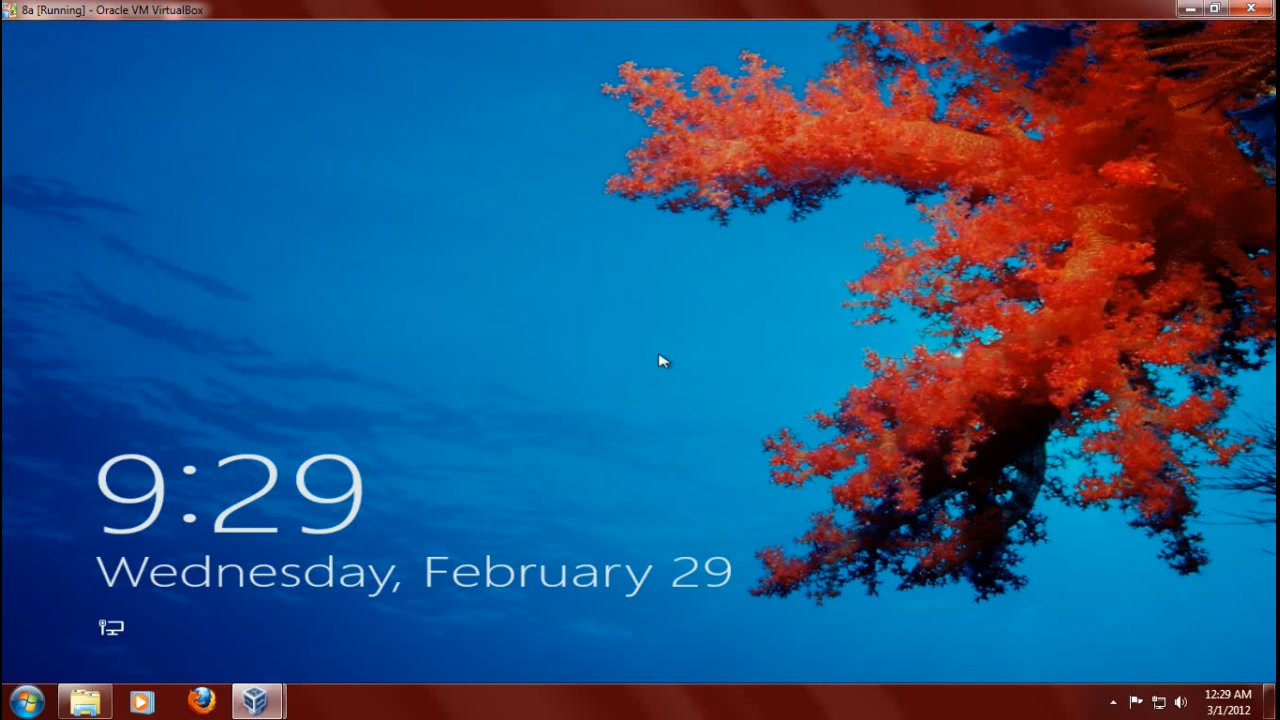 8a [Running] - Oracle VM VirtualBox
9:29
Wednesday, February 29
12:29 AM
3/1/2012